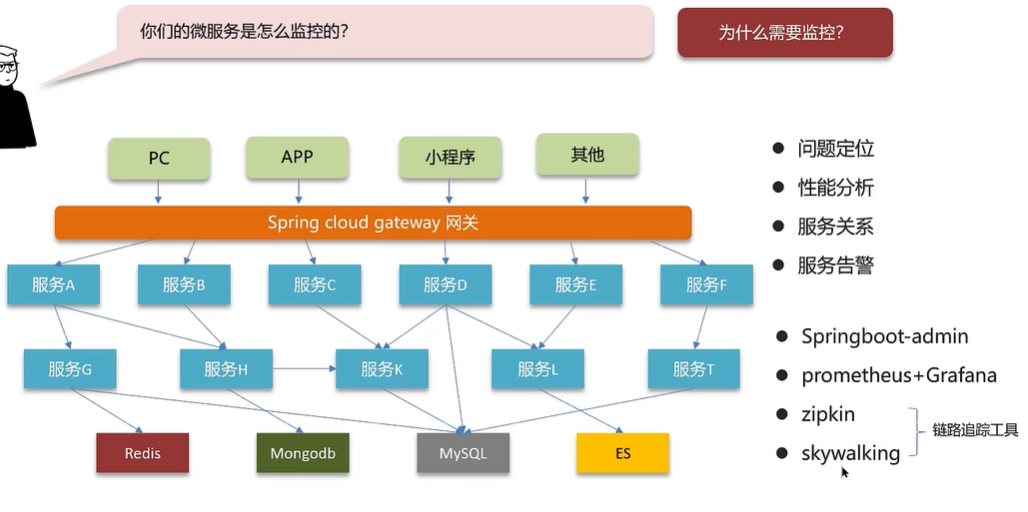 你们的微服务是怎么监控的?
为什么需要监控?
PC
APP
小程序
其他
Spring cloud gateway 网关
服务A
服务B
服务C
服务D
服务E
服务F
服务G
服务H
服务K
服务L
服务T
Redis
Mongodb
MySQL
ES
问题定位
性能分析
服务关系
服务告警
Springboot-admin
prometheus+Grafana
zipkin
skywalking
链路追踪工具